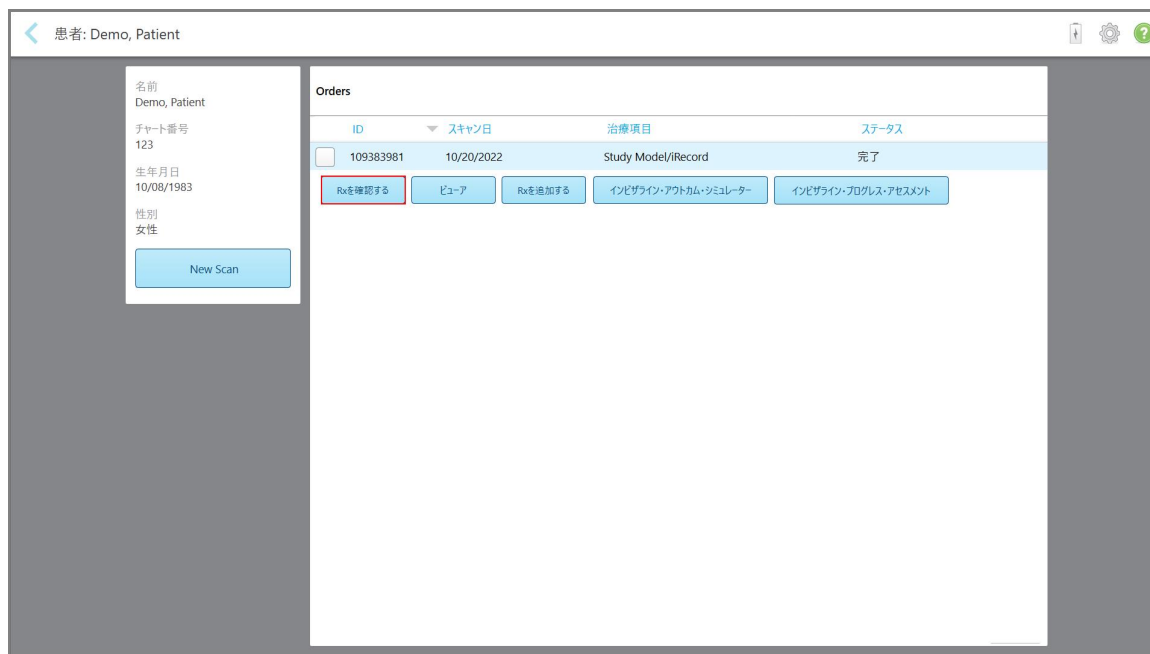 患者: Demo, Patient
?
名前
Demo, Patient
チャート番号
123
生年月日
10/08/1983
性別
女性
New Scan
Orders
ID スキャン日 治療項目 ステータス
109383981 10/20/2022 Study Model/iRecord 完了
Rxを確認する ビューア Rxを追加する インビザライン・アウトカム・シミュレーター インビザライン・プログレス・アセスメント